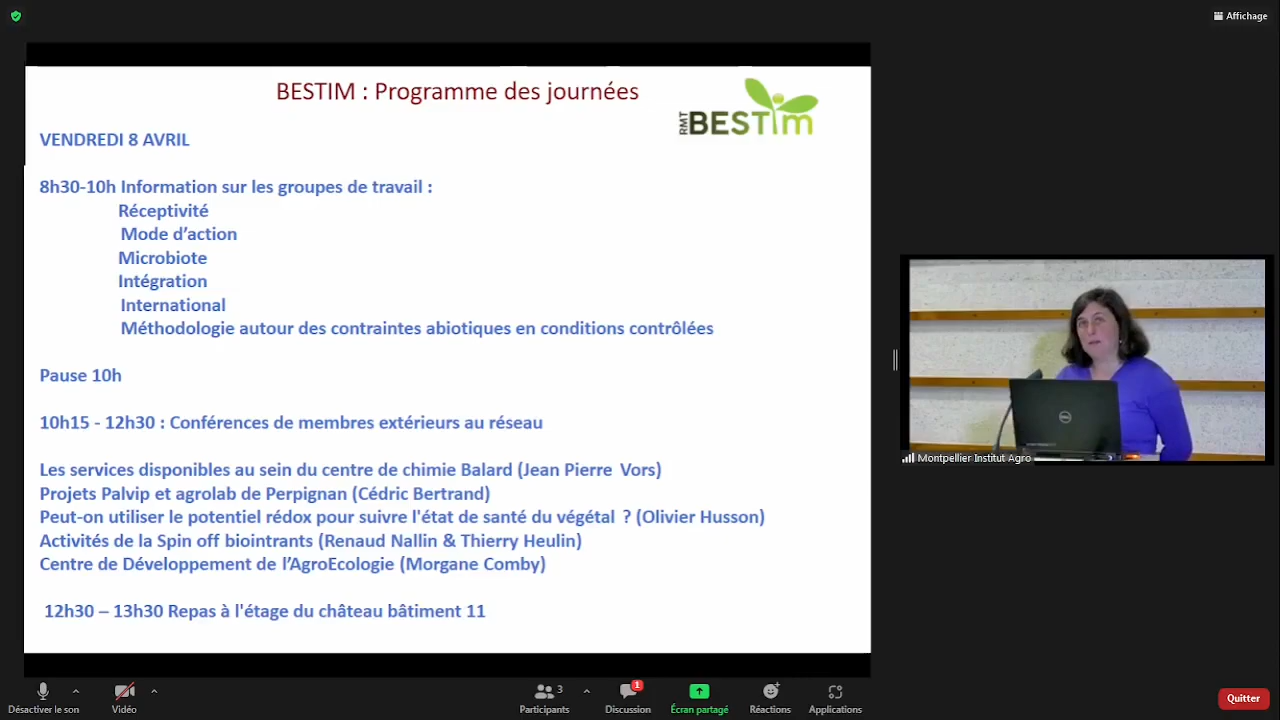 Affichage
BESTIM : Programme des journées
RMT BESTim
VENDREDI 8 AVRIL
8h30-10h Information sur les groupes de travail :
Réceptivité
Mode d’action
Microbiote
Intégration
International
Méthodologie autour des contraintes abiotiques en conditions contrôlées
Pause 10h
10h15 - 12h30 : Conférences de membres extérieurs au réseau
Les services disponibles au sein du centre de chimie Balard (Jean Pierre Vors)
Projets Palvip et agrolab de Perpignan (Cédric Bertrand)
Peut-on utiliser le potentiel rédox pour suivre l'état de santé du végétal ? (Olivier Husson)
Activités de la Spin off biointrants (Renaud Nallin & Thierry Heulin)
Centre de Développement de l’AgroEcologie (Morgane Comby)
12h30 – 13h30 Repas à l'étage du château bâtiment 11
DELL
Montpellier Institut Agro
Désactiver le son
Vidéo
Participants 3
Discussion 1
Écran partagé
Réactions
Applications
Quitter